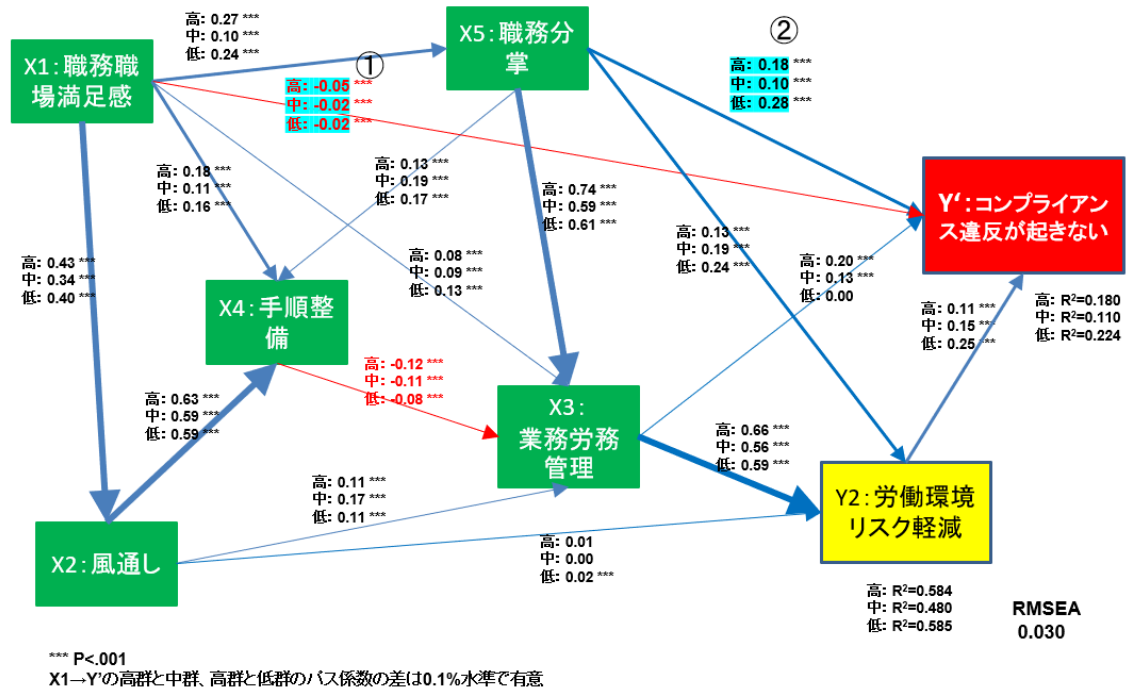 高: 0.27 ***
中: 0.10 ***
低: 0.24 ***
X1：職務職
場満足感
①
高: -0.05 ***
中: -0.02 ***
低: -0.02 ***
X5：職務分
掌
②
高: 0.18 ***
中: 0.10 ***
低: 0.28 ***
高: 0.18 ***
中: 0.11 ***
低: 0.16 ***
高: 0.13 ***
中: 0.19 ***
低: 0.17 ***
高: 0.74 ***
中: 0.59 ***
低: 0.61 ***
Y‘：コンプライアン
ス違反が起きない
高: 0.43 ***
中: 0.34 ***
低: 0.40 ***
高: 0.08 ***
中: 0.09 ***
低: 0.13 ***
高: 0.13 ***
中: 0.19 ***
低: 0.24 ***
高: 0.20 ***
中: 0.13 ***
低: 0.00
高: 0.11 ***
中: 0.15 ***
低: 0.25 ***
高: R²=0.180
中: R²=0.110
低: R²=0.224
X4：手順整
備
高: -0.12 ***
中: -0.11 ***
低: -0.08 ***
高: 0.63 ***
中: 0.59 ***
低: 0.59 ***
X3：
業務労務
管理
高: 0.66 ***
中: 0.56 ***
低: 0.59 ***
高: 0.11 ***
中: 0.17 ***
低: 0.11 ***
Y2：労働環境
リスク軽減
X2：風通し
高: 0.01
中: 0.00
低: 0.02 ***
高: R²=0.584
中: R²=0.480
低: R²=0.585
RMSEA
0.030
*** P<.001
X1→Y'の高群と中群、高群と低群のパス係数の差は0.1%水準で有意